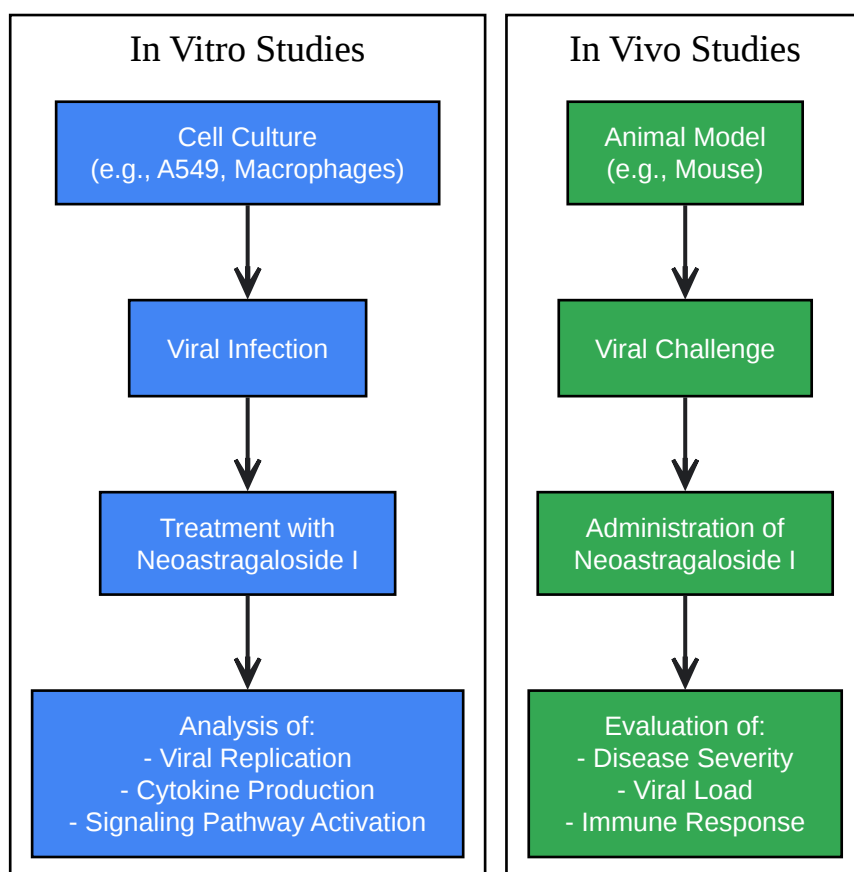 In Vitro Studies
Cell Culture
(e.g., A549, Macrophages)
Viral Infection
Treatment with
Neoastragaloside I
Analysis of:
- Viral Replication
- Cytokine Production
- Signaling Pathway Activation
In Vivo Studies
Animal Model
(e.g., Mouse)
Viral Challenge
Administration of
Neoastragaloside I
Evaluation of:
- Disease Severity
- Viral Load
- Immune Response